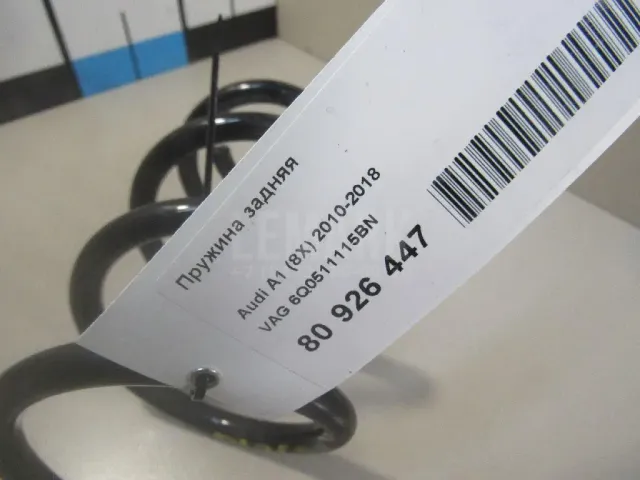 Пружина задняя
Audi A1 (8X) 2010-2018
VAG 6Q0511115BN
80 926 447